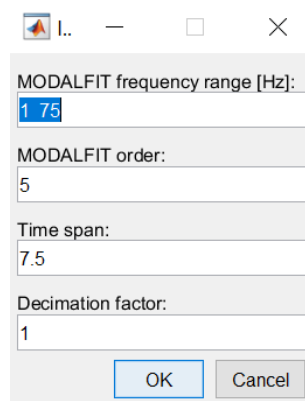 I..
MODALFIT frequency range [Hz]:
1 75
MODALFIT order:
5
Time span:
7.5
Decimation factor:
1
OK Cancel